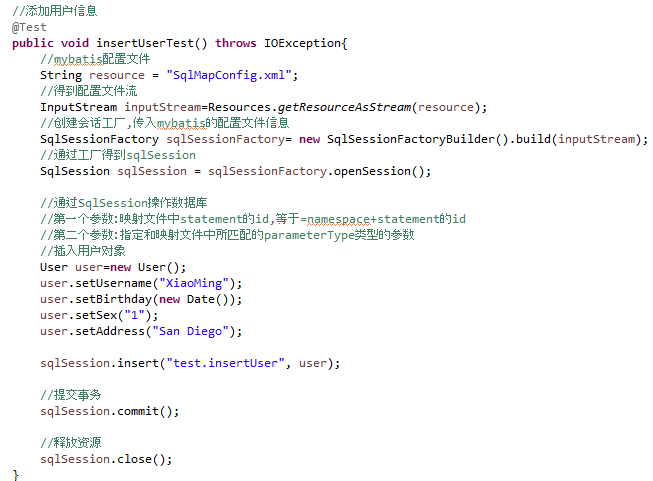 //添加用户信息
@Test
public void insertUserTest() throws IOException{
//mybatis配置文件
String resource = "SqlMapConfig.xml";
//得到配置文件流
InputStream inputStream=Resources.getResourceAsStream(resource);
//创建会话工厂,传入mybatis的配置文件信息
SqlSessionFactory sqlSessionFactory= new SqlSessionFactoryBuilder().build(inputStream);
//通过工厂得到sqlSession
SqlSession sqlSession = sqlSessionFactory.openSession();
//通过SqlSession操作数据库
//第一个参数:映射文件中statement的id,等于=namespace+statement的id
//第二个参数:指定和映射文件中所匹配的parameterType类型的参数
//插入用户对象
User user=new User();
user.setUsername("XiaoMing");
user.setBirthday(new Date());
user.setSex("1");
user.setAddress("San Diego");
sqlSession.insert("test.insertUser", user);
//提交事务
sqlSession.commit();
//释放资源
sqlSession.close();
}